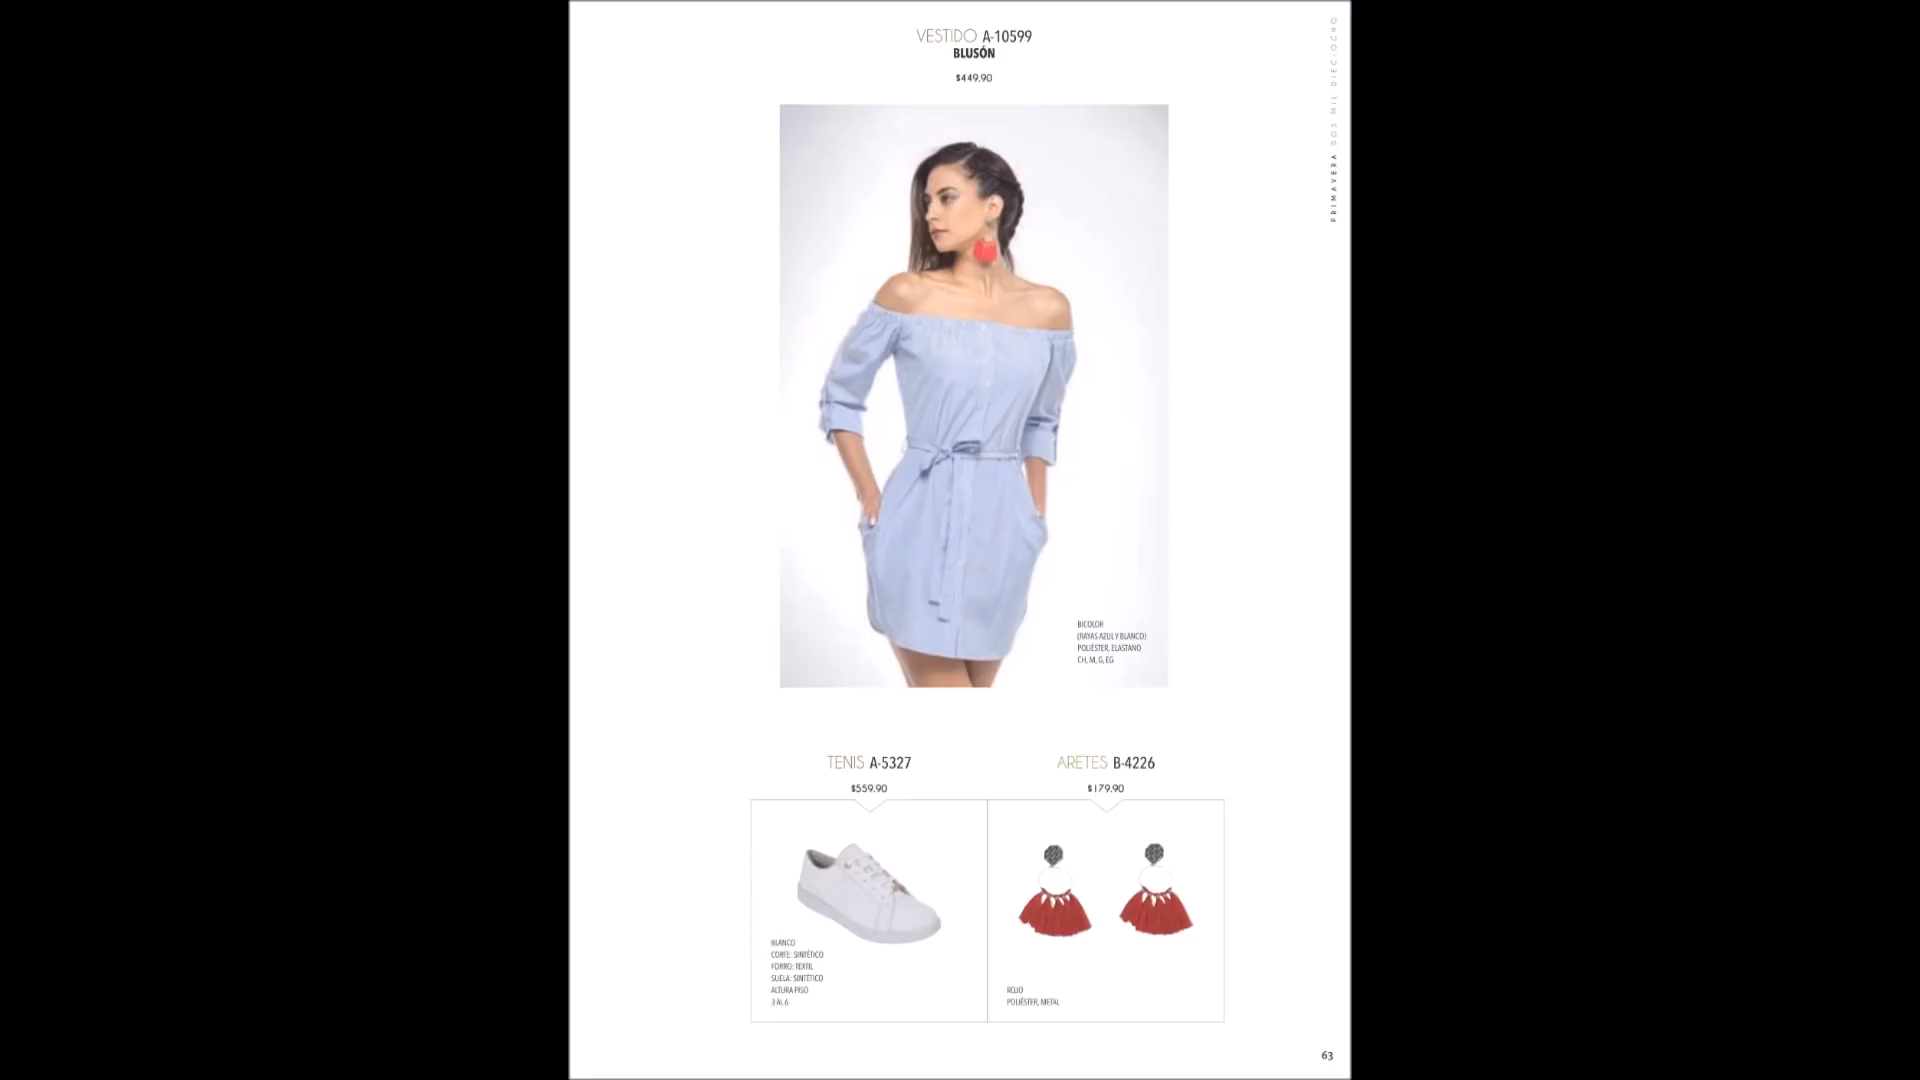 VESTIDO A-10599
BLUSÓN
$449.90
PRIMAVERA DOS MIL DIECIOCHO
BICOLOR
(RAYAS AZUL Y BLANCO)
POLIÉSTER, ELASTANO
CH, M, G, EG
TENIS A-5327
$559.90
BLANCO
CORTE: SINTÉTICO
FORRO: TEXTIL
SUELA: SINTÉTICO
ALTURA PISO
3 AL 6
ARETES B-4226
$179.90
ROJO
POLIÉSTER, METAL
63